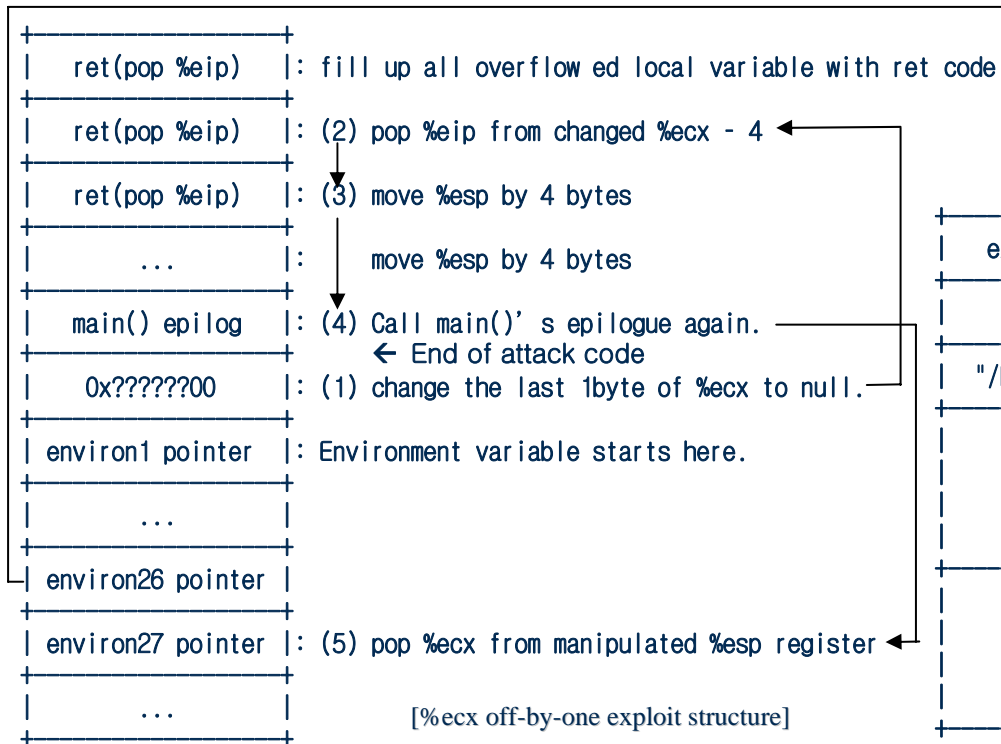 ret(pop %eip) : fill up all overflow ed local variable with ret code
ret(pop %eip) : (2) pop %eip from changed %ecx - 4
ret(pop %eip) : (3) move %esp by 4 bytes
... : move %esp by 4 bytes
main() epilog : (4) Call main()' s epilogue again.
← End of attack code
0x??????00 : (1) change the last 1byte of %ecx to null.
environ1 pointer : Environment variable starts here.
...
environ26 pointer
environ27 pointer : (5) pop %ecx from manipulated %esp register
...
[%ecx off-by-one exploit structure]